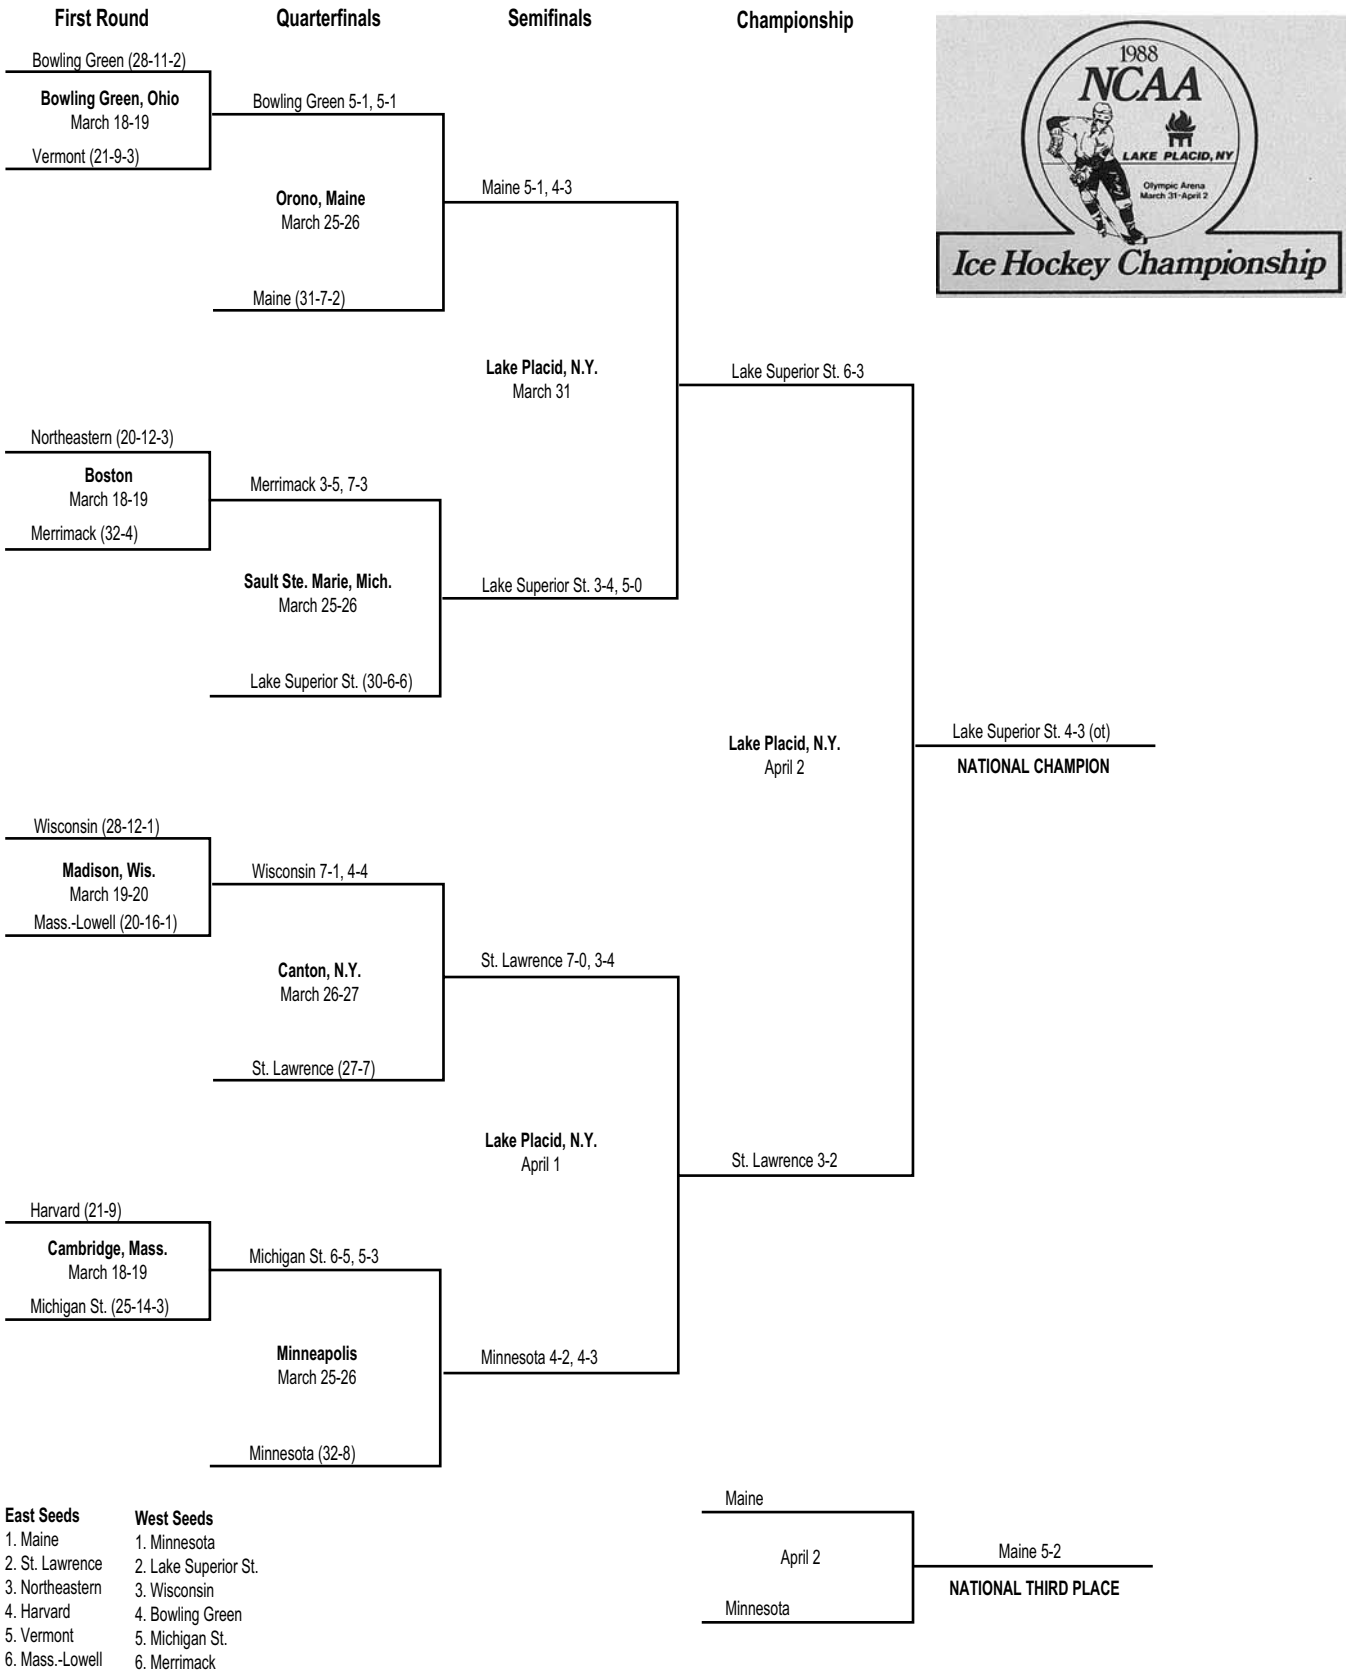 First Round
Quarterfinals
Semifinals
Championship
1988
NCAA
LAKE PLACID, NY
Olympic Arena
March 31-April 2
Ice Hockey Championship
Bowling Green (28-11-2)
Bowling Green, Ohio
March 18-19
Vermont (21-9-3)
Bowling Green 5-1, 5-1
Orono, Maine
March 25-26
Maine (31-7-2)
Maine 5-1, 4-3
Lake Placid, N.Y.
March 31
Lake Superior St. 6-3
Northeastern (20-12-3)
Boston
March 18-19
Merrimack (32-4)
Merrimack 3-5, 7-3
Sault Ste. Marie, Mich.
March 25-26
Lake Superior St. (30-6-6)
Lake Superior St. 3-4, 5-0
Lake Placid, N.Y.
April 2
Lake Superior St. 4-3 (ot)
NATIONAL CHAMPION
Wisconsin (28-12-1)
Madison, Wis.
March 19-20
Mass.-Lowell (20-16-1)
Wisconsin 7-1, 4-4
Canton, N.Y.
March 26-27
St. Lawrence (27-7)
St. Lawrence 7-0, 3-4
Lake Placid, N.Y.
April 1
St. Lawrence 3-2
Harvard (21-9)
Cambridge, Mass.
March 18-19
Michigan St. (25-14-3)
Michigan St. 6-5, 5-3
Minneapolis
March 25-26
Minnesota (32-8)
Minnesota 4-2, 4-3
East Seeds
1. Maine
2. St. Lawrence
3. Northeastern
4. Harvard
5. Vermont
6. Mass.-Lowell
West Seeds
1. Minnesota
2. Lake Superior St.
3. Wisconsin
4. Bowling Green
5. Michigan St.
6. Merrimack
Maine
April 2
Minnesota
Maine 5-2
NATIONAL THIRD PLACE